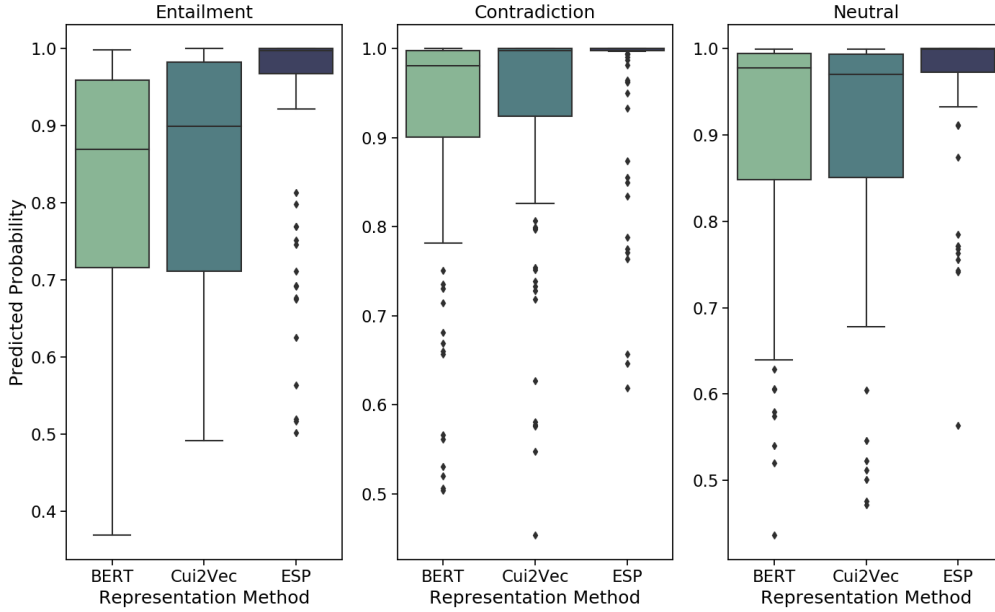 Entailment
Contradiction
Neutral
Predicted Probability
1.0
0.9
0.8
0.7
0.6
0.5
0.4
1.0
0.9
0.8
0.7
0.6
0.5
1.0
0.9
0.8
0.7
0.6
0.5
BERT Cui2Vec ESP
Representation Method
BERT Cui2Vec ESP
Representation Method
BERT Cui2Vec ESP
Representation Method